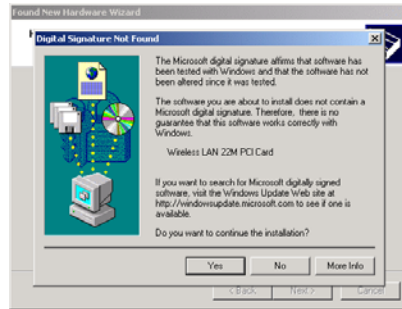 Found New Hardware Wizard
Digital Signature Not Found
The Microsoft digital signature affirms that software has
been tested with Windows and that the software has not
been altered since it was tested.
The software you are about to install does not contain a
Microsoft digital signature. Therefore, there is no
guarantee that this software works correctly with
Windows.
Wireless LAN 22M PCI Card
If you want to search for Microsoft digitally signed
software, visit the Windows Update Web site at
http://windowsupdate.microsoft.com to see if one is
available.
Do you want to continue the installation?
Yes No More Info
< Back Next > Cancel